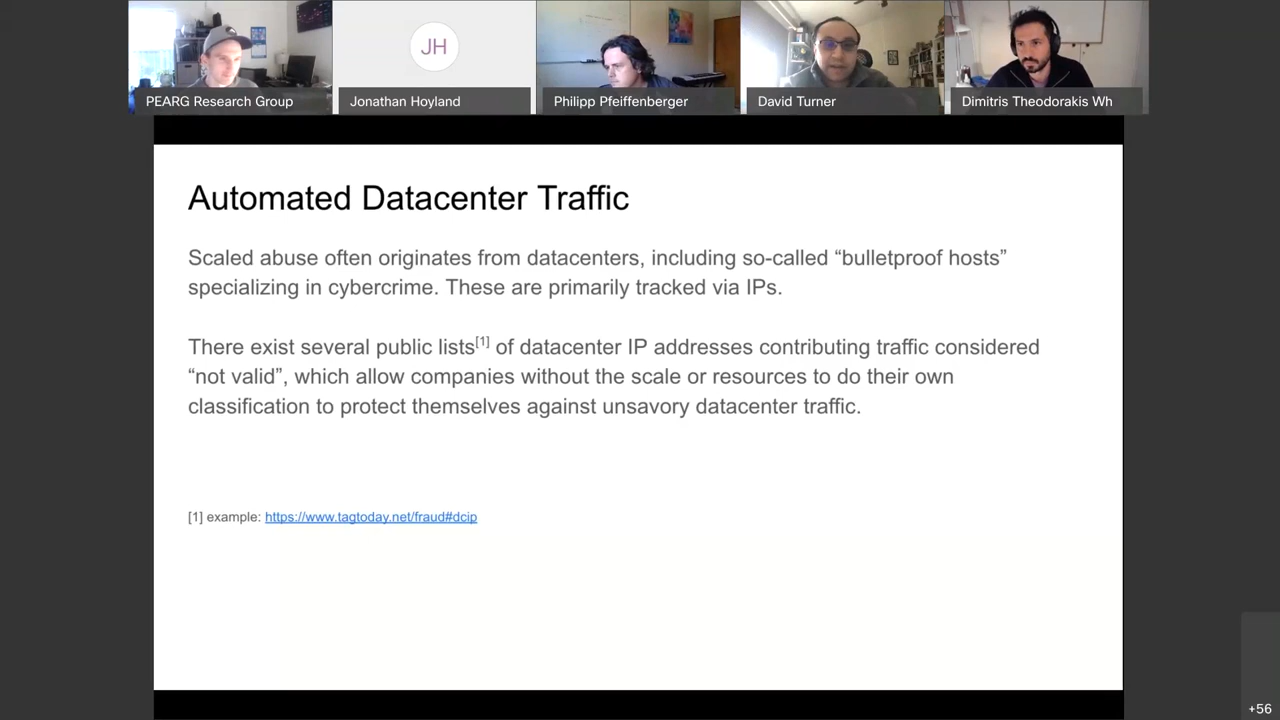 JH
PEARG Research Group
Jonathan Hoyland
Philipp Pfeiffenberger
David Turner
Dimitris Theodorakis Wh
Automated Datacenter Traffic
Scaled abuse often originates from datacenters, including so-called “bulletproof hosts”
specializing in cybercrime. These are primarily tracked via IPs.
There exist several public lists[1] of datacenter IP addresses contributing traffic considered
“not valid”, which allow companies without the scale or resources to do their own
classification to protect themselves against unsavory datacenter traffic.
[1] example: https://www.tagtoday.net/fraud#dcip
+56